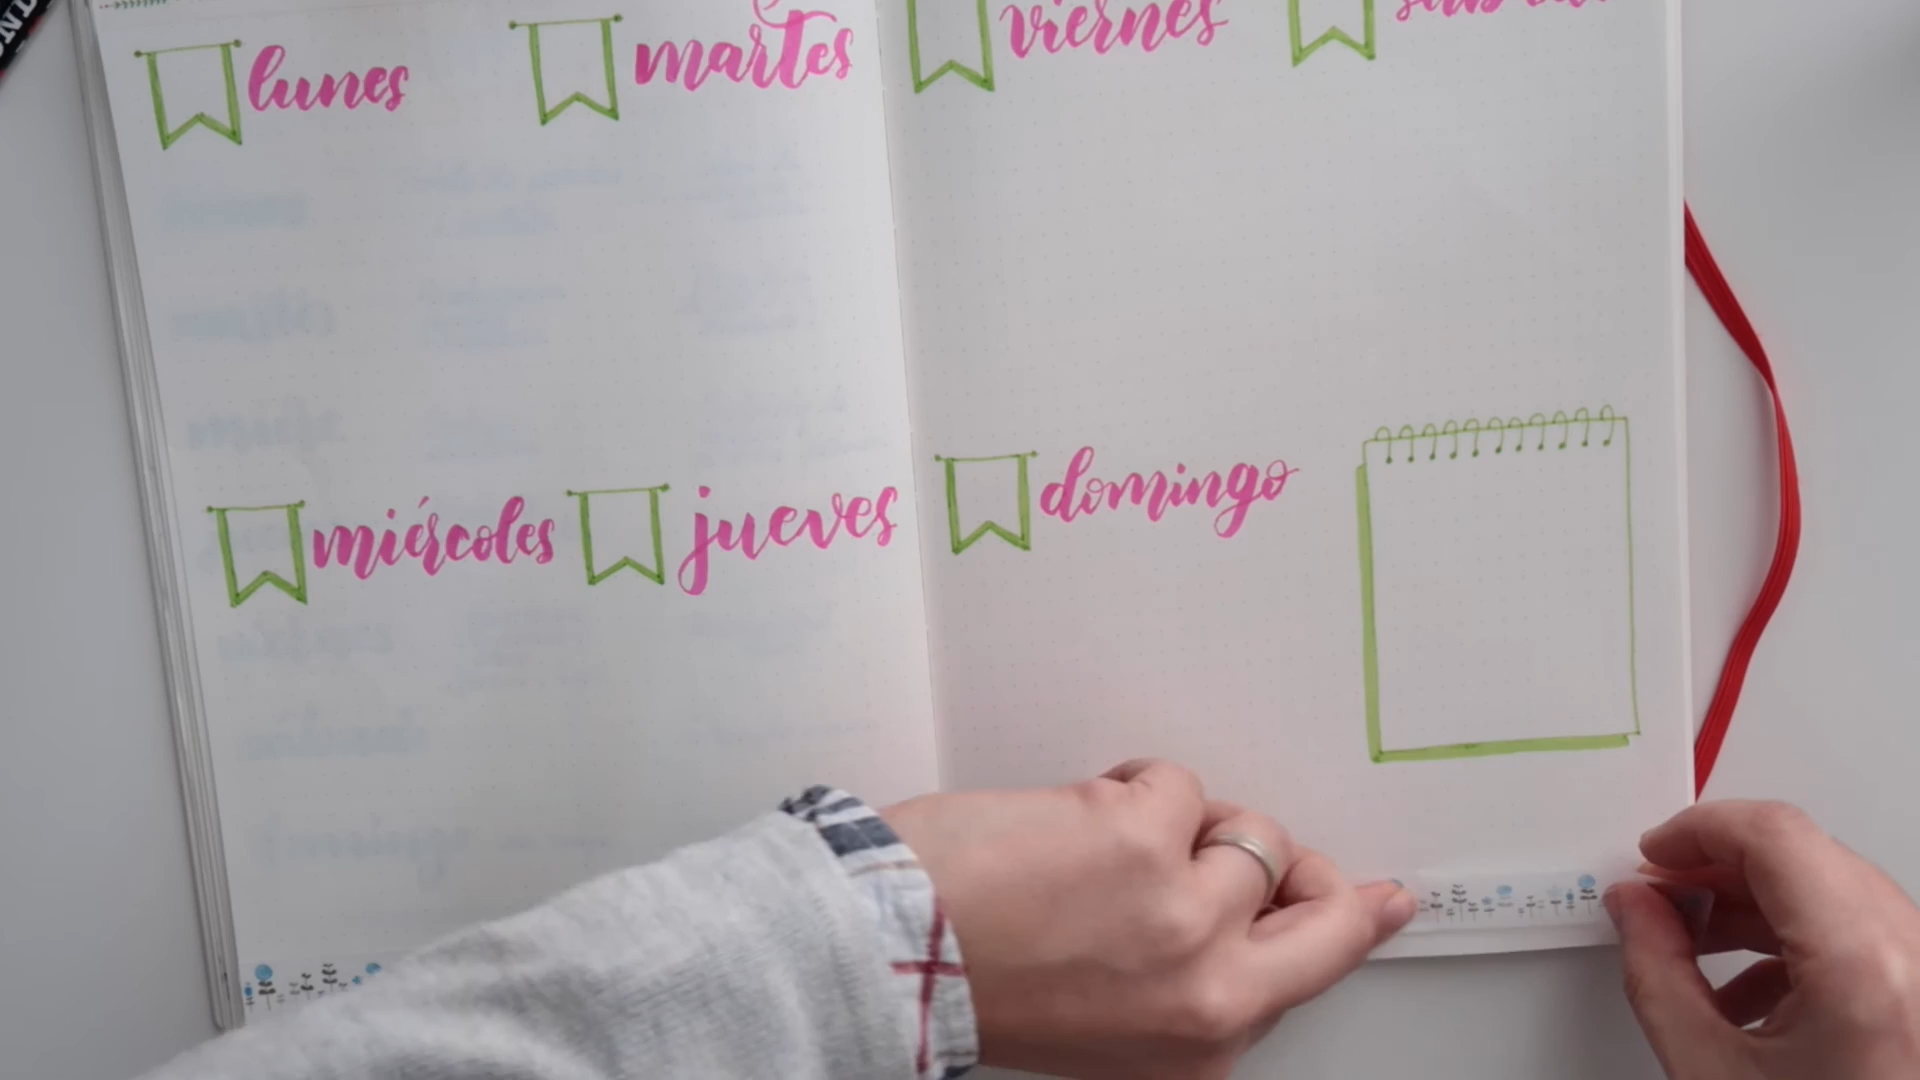 lunes
martes
miércoles
jueves
viernes
domingo